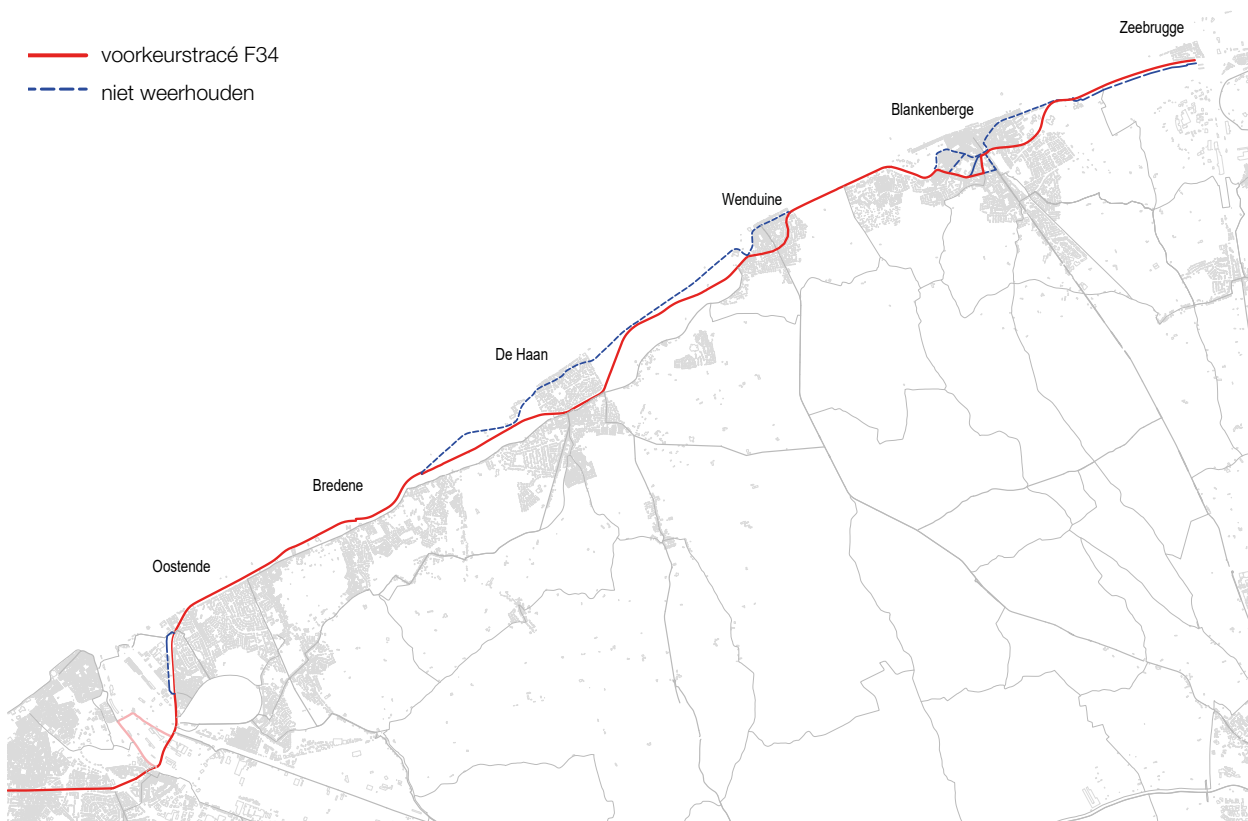 voorkeurstracé F34
niet weerhouden
Zeebrugge
Blankenberge
Wenduine
De Haan
Bredene
Oostende